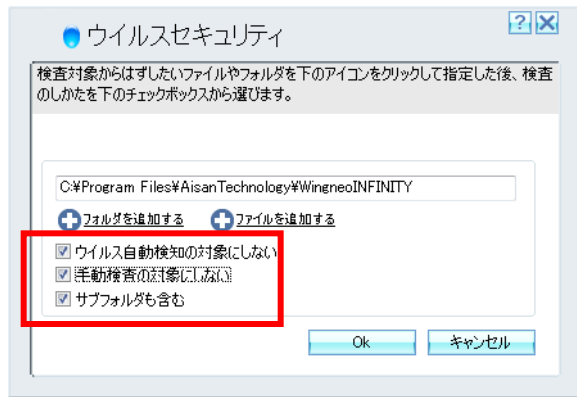 ウイルスセキュリティ
検査対象からはずしたいファイルやフォルダを下のアイコンをクリックして指定した後、検査
のしかたを下のチェックボックスから選びます。
C:¥Program Files¥AisanTechnology¥WingneoINFINITY
フォルダを追加する ファイルを追加する
ウイルス自動検知の対象にしない
手動検査の対象にしない
サブフォルダも含む
Ok キャンセル